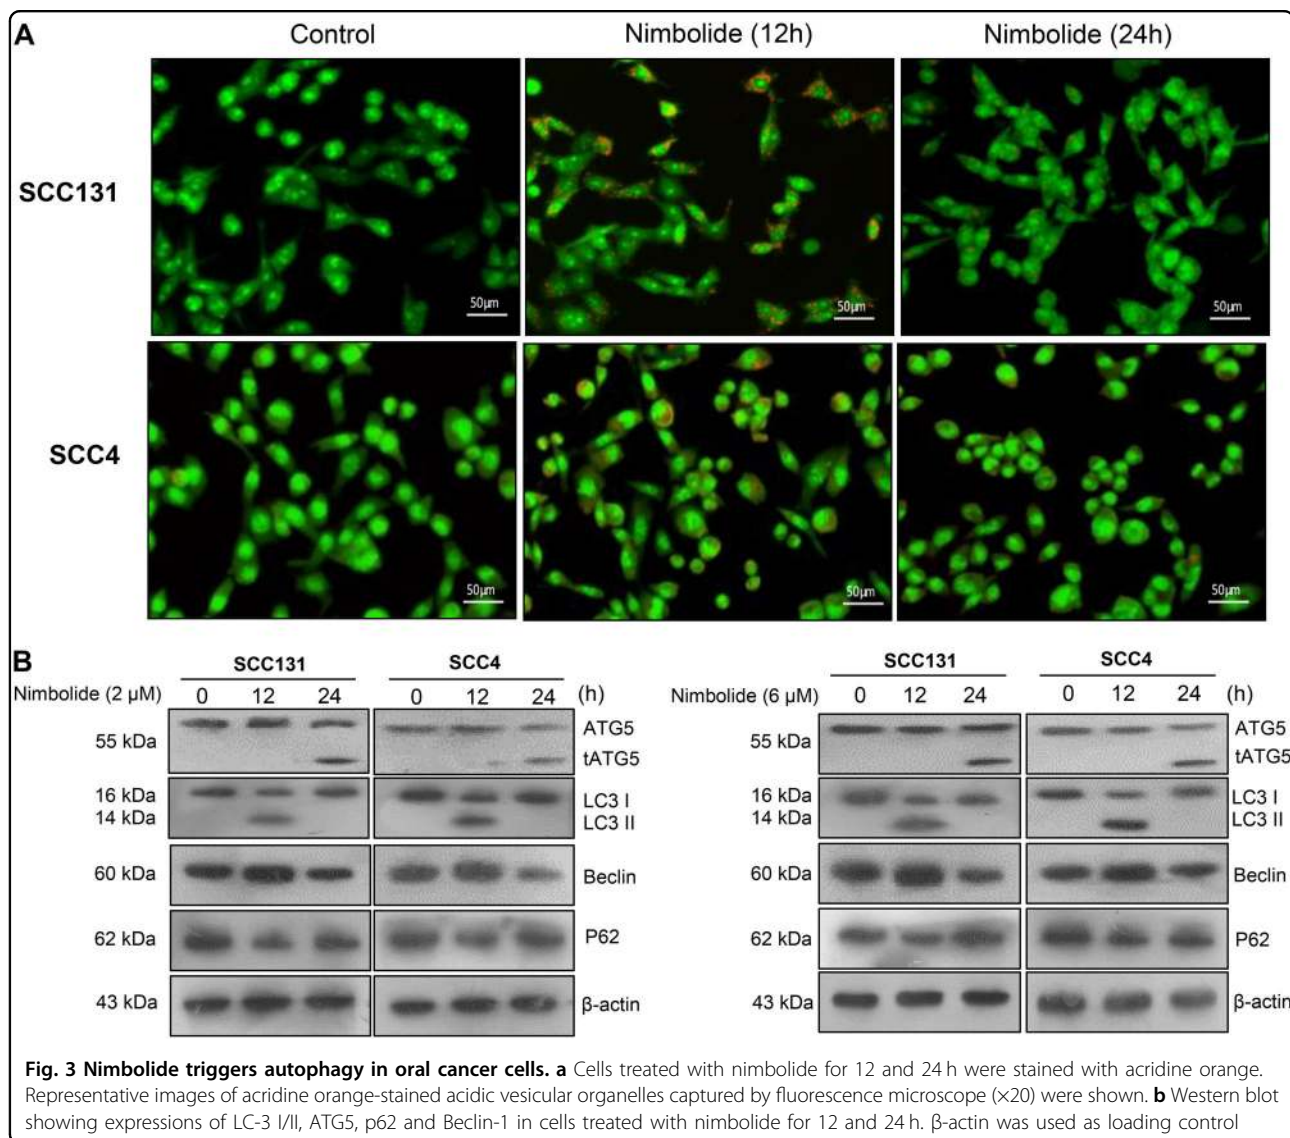 A
Control Nimbolide (12h) Nimbolide (24h)
SCC131
50μm 50μm 50μm
SCC4
50μm 50μm 50μm
B
SCC131 SCC4
Nimbolide (2 μM) 0 12 24 0 12 24 (h)
55 kDa ATG5
tATG5
16 kDa LC3 I
14 kDa LC3 II
60 kDa Beclin
62 kDa P62
43 kDa β-actin
SCC131 SCC4
Nimbolide (6 μM) 0 12 24 0 12 24 (h)
55 kDa ATG5
tATG5
16 kDa LC3 I
14 kDa LC3 II
60 kDa Beclin
62 kDa P62
43 kDa β-actin
Fig. 3 Nimbolide triggers autophagy in oral cancer cells. a Cells treated with nimbolide for 12 and 24 h were stained with acridine orange.
Representative images of acridine orange-stained acidic vesicular organelles captured by fluorescence microscope (×20) were shown. b Western blot
showing expressions of LC-3 I/II, ATG5, p62 and Beclin-1 in cells treated with nimbolide for 12 and 24 h. β-actin was used as loading control